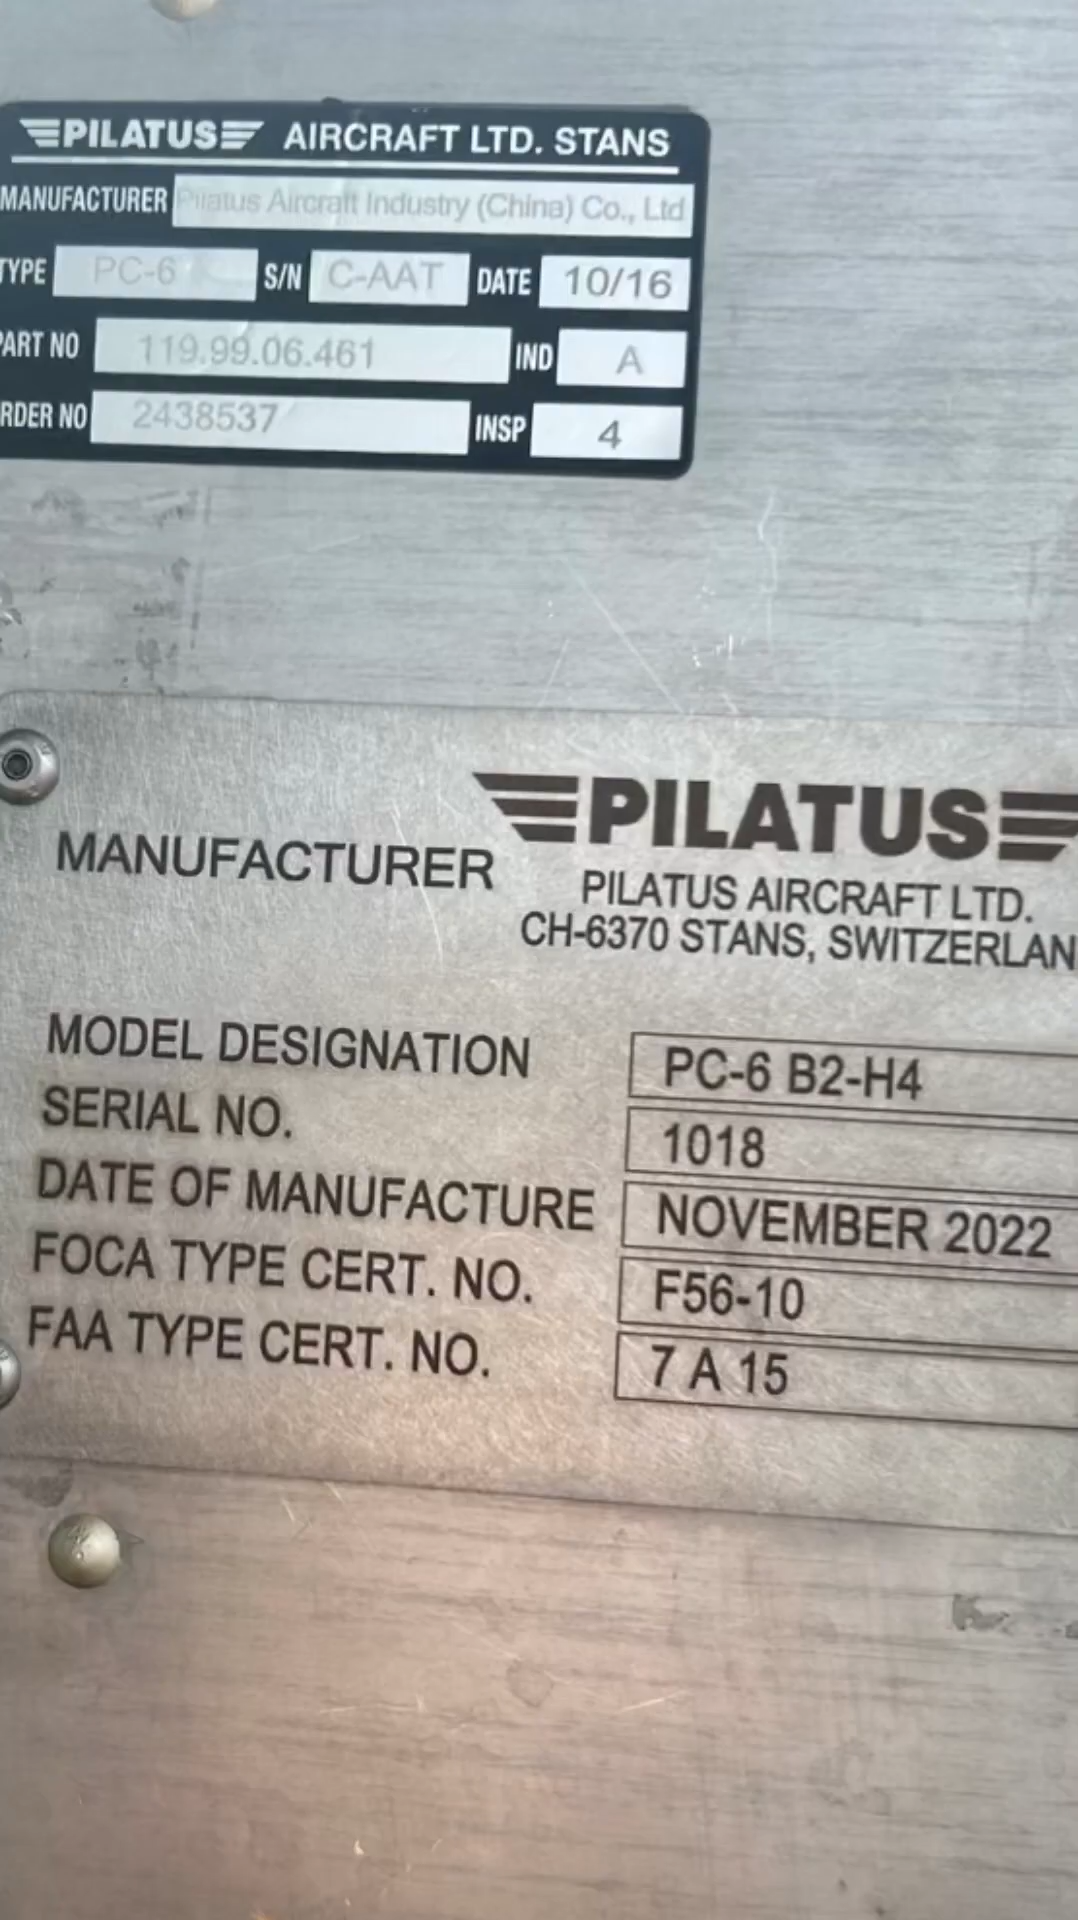 PILATUS AIRCRAFT LTD. STANS
MANUFACTURER Pilatus Aircraft Industry (China) Co., Ltd
TYPE PC-6 S/N C-AAT DATE 10/16
PART NO 119.99.06.461 IND A
RDER NO 2438537 INSP 4
PILATUS
MANUFACTURER PILATUS AIRCRAFT LTD.
CH-6370 STANS, SWITZERLAN
MODEL DESIGNATION PC-6 B2-H4
SERIAL NO. 1018
DATE OF MANUFACTURE NOVEMBER 2022
FOCA TYPE CERT. NO. F56-10
FAA TYPE CERT. NO. 7 A 15